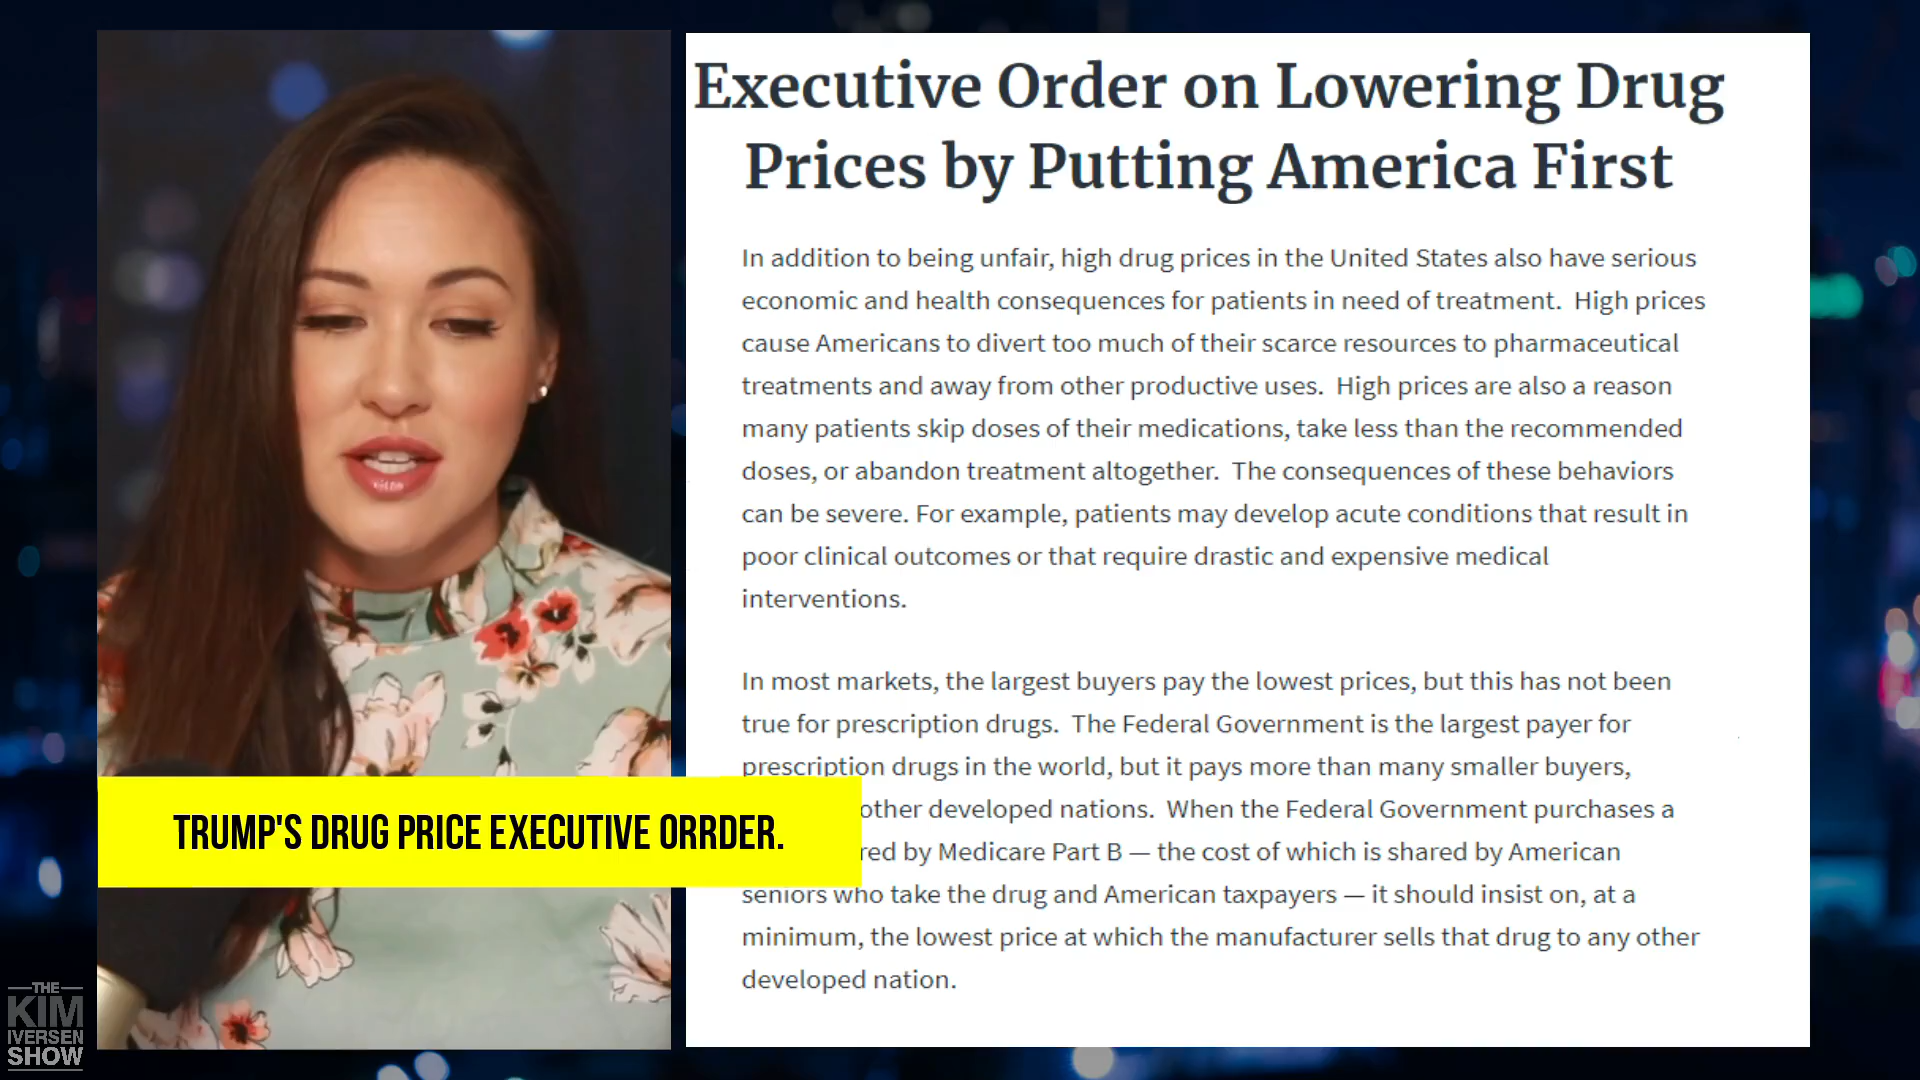 Executive Order on Lowering Drug
Prices by Putting America First
In addition to being unfair, high drug prices in the United States also have serious
economic and health consequences for patients in need of treatment.  High prices
cause Americans to divert too much of their scarce resources to pharmaceutical
treatments and away from other productive uses.  High prices are also a reason
many patients skip doses of their medications, take less than the recommended
doses, or abandon treatment altogether.  The consequences of these behaviors
can be severe. For example, patients may develop acute conditions that result in
poor clinical outcomes or that require drastic and expensive medical
interventions.
In most markets, the largest buyers pay the lowest prices, but this has not been
true for prescription drugs.  The Federal Government is the largest payer for
prescription drugs in the world, but it pays more than many smaller buyers,
other developed nations.  When the Federal Government purchases a
by Medicare Part B — the cost of which is shared by American
seniors who take the drug and American taxpayers — it should insist on, at a
minimum, the lowest price at which the manufacturer sells that drug to any other
developed nation.
TRUMP'S DRUG PRICE EXECUTIVE ORRDER.
THE
KIM
IVERSEN
SHOW